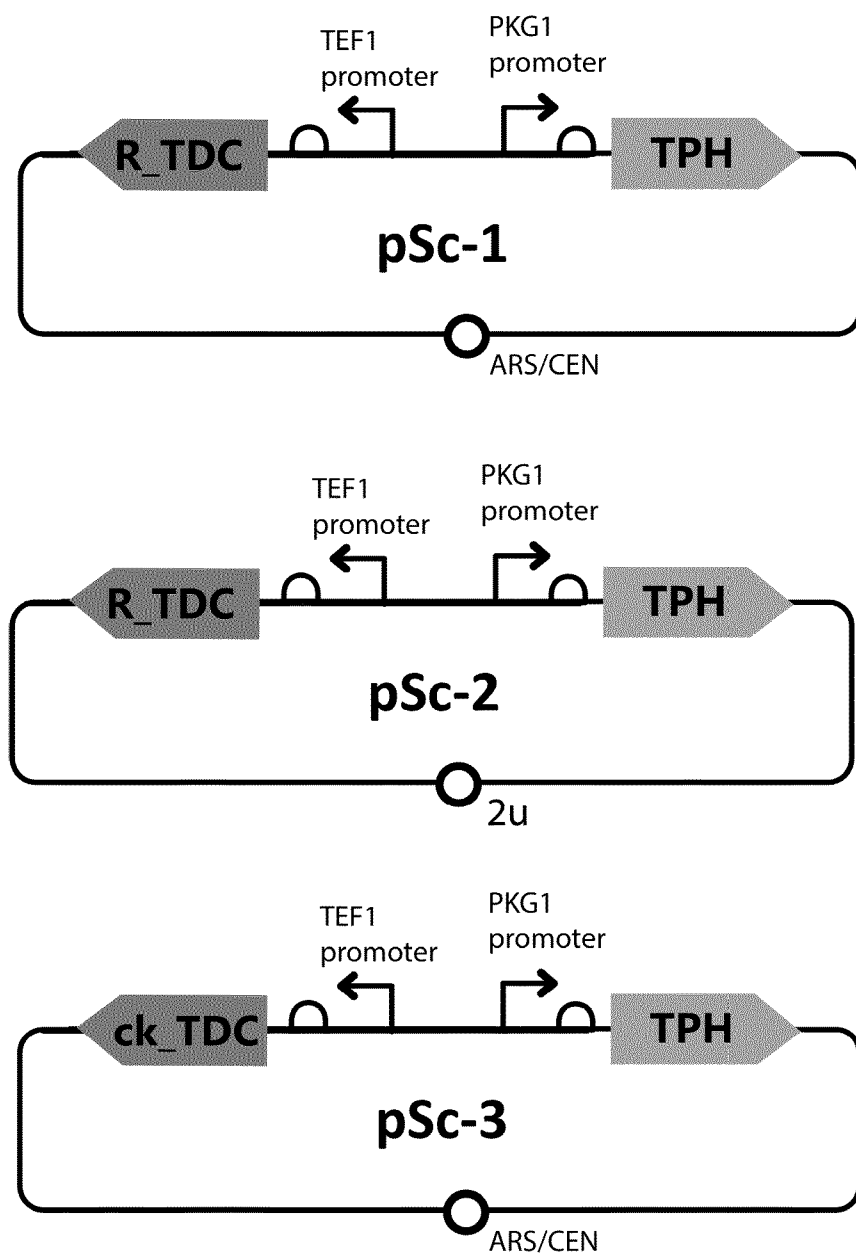 TEF1
promoter
PKG1
promoter
R_TDC
TPH
pSc-1
ARS/CEN
TEF1
promoter
PKG1
promoter
R_TDC
TPH
pSc-2
2u
TEF1
promoter
PKG1
promoter
ck_TDC
TPH
pSc-3
ARS/CEN